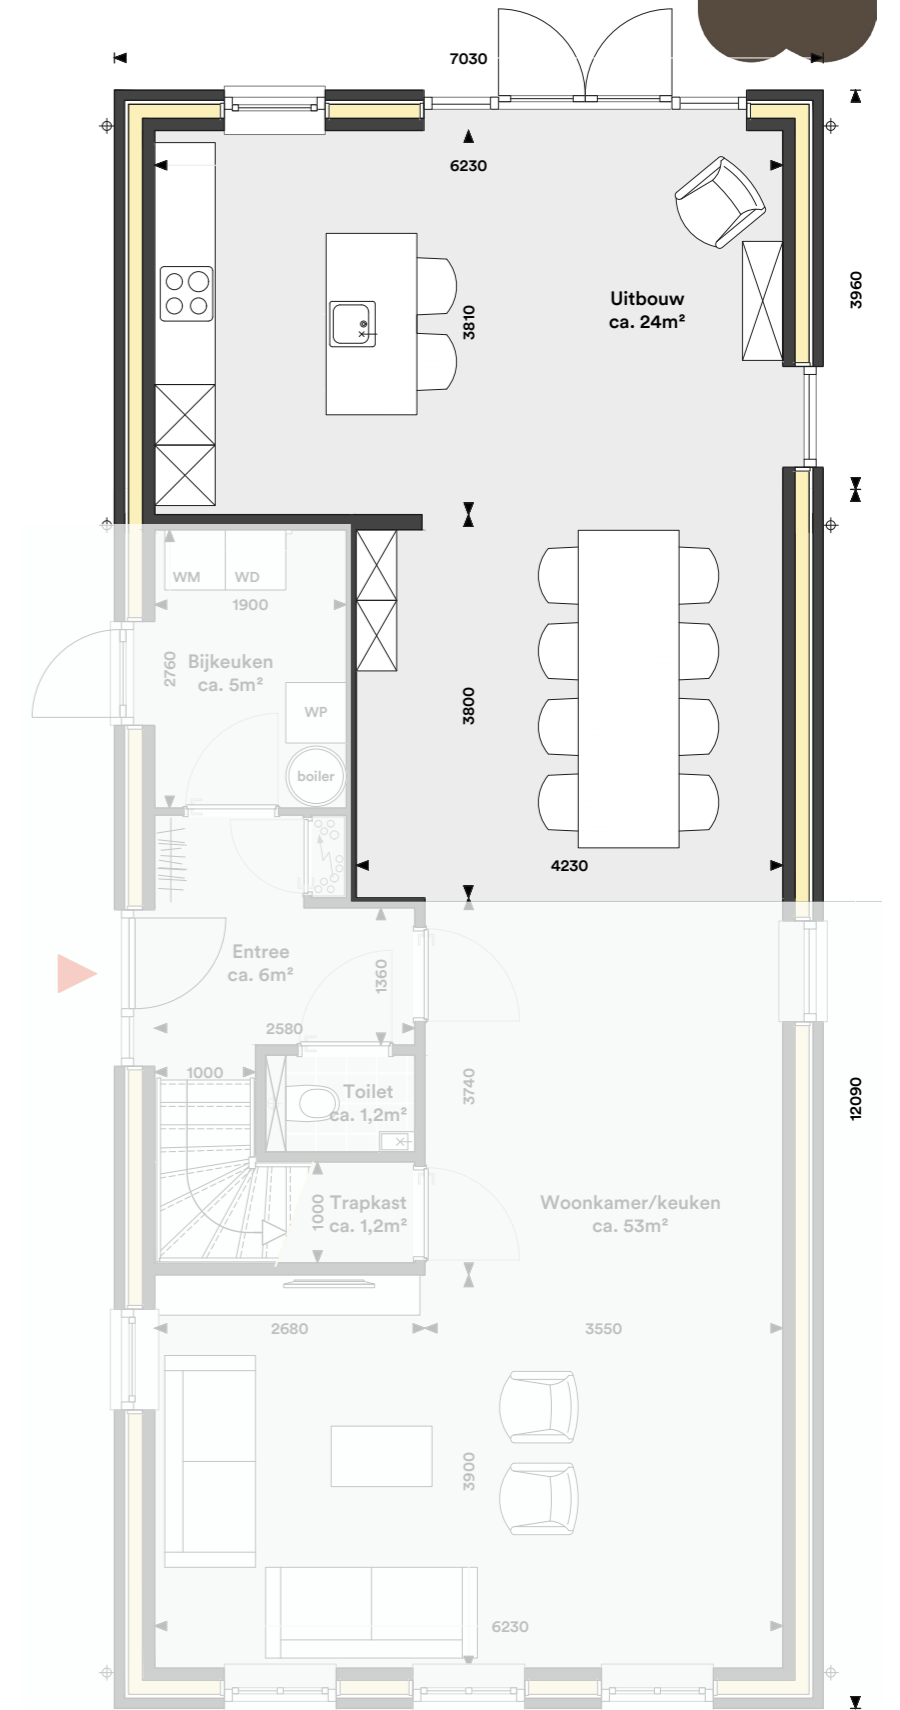 7030
6230
3960
Uitbouw
ca. 24m²
3810
WM
WD
1900
2760
Bijkeuken
ca. 5m²
WP
3800
boiler
4230
Entree
ca. 6m²
1360
2580
1000
3740
Toilet
ca. 1,2m²
12090
1000
Trapkast
ca. 1,2m²
Woonkamer/keuken
ca. 53m²
2680
3550
3900
6230